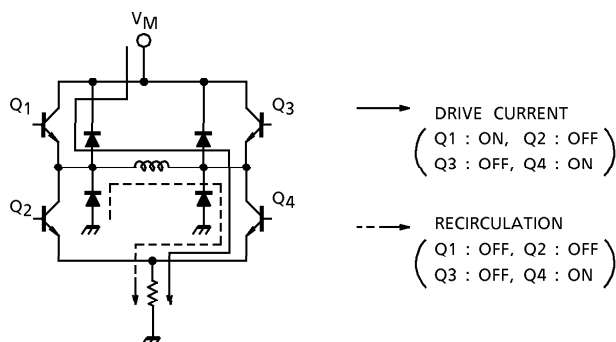 VM
Q1
Q3
Q2
Q4
DRIVE CURRENT
(Q1 : ON, Q2 : OFF
Q3 : OFF, Q4 : ON)
RECIRCULATION
(Q1 : OFF, Q2 : OFF
Q3 : OFF, Q4 : ON)